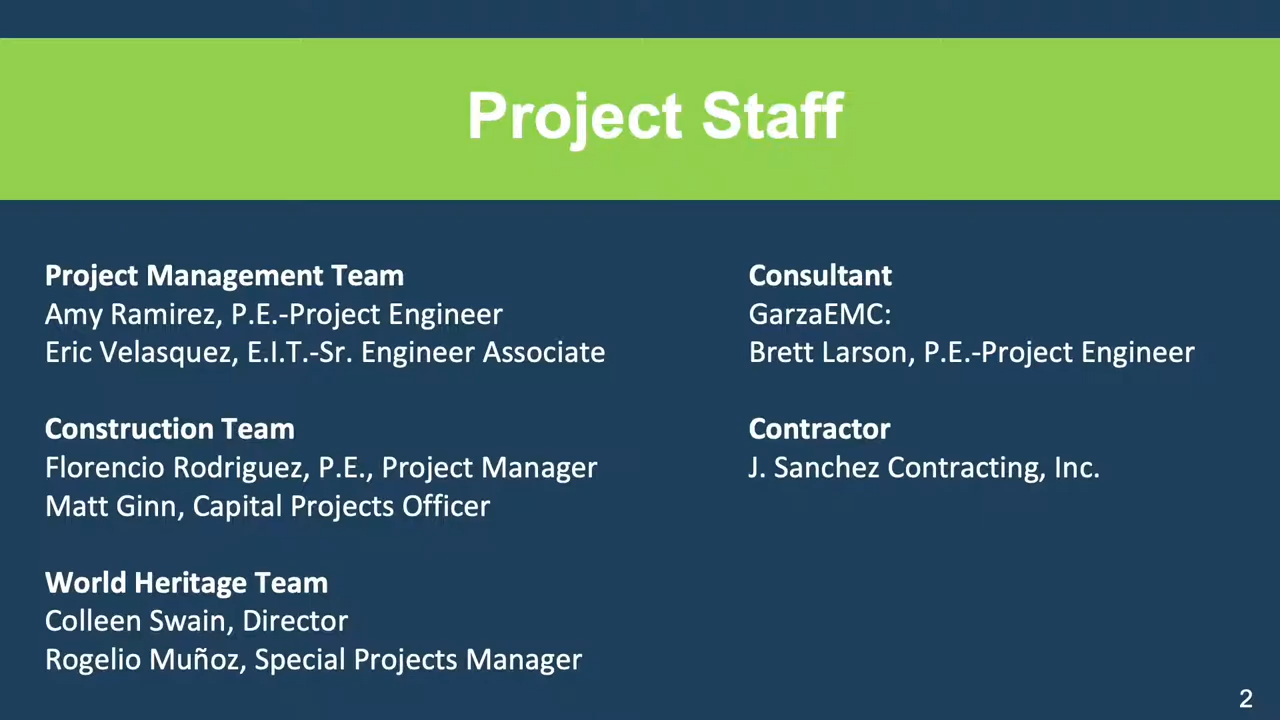 Project Staff
Project Management Team
Amy Ramirez, P.E.-Project Engineer
Eric Velasquez, E.I.T.-Sr. Engineer Associate
Construction Team
Florencio Rodriguez, P.E., Project Manager
Matt Ginn, Capital Projects Officer
World Heritage Team
Colleen Swain, Director
Rogelio Muñoz, Special Projects Manager
Consultant
GarzaEMC:
Brett Larson, P.E.-Project Engineer
Contractor
J. Sanchez Contracting, Inc.
2